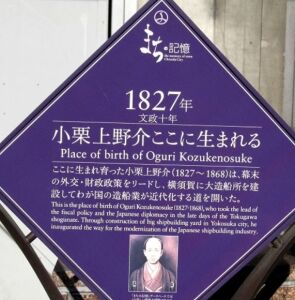 まち・記憶
the memory of town
Chiyoda City
1827年
文政十年
小栗上野介ここに生まれる
Place of birth of Oguri Kozukenosuke
ここに生まれ育った小栗上野介(1827～1868)は、幕末
の外交・財政政策をリードし、横須賀に大造船所を建
設してわが国の造船業が近代化する道を開いた。
This is the place of birth of Oguri Kozukenosuke (1827-1868), who took the lead of
the fiscal policy and the Japanese diplomacy in the late days of the Tokugawa
shogunate. Through construction of big shipbuilding yard in Yokosuka city, he
inaugurated the way for the modernization of the Japanese shipbuilding industry.